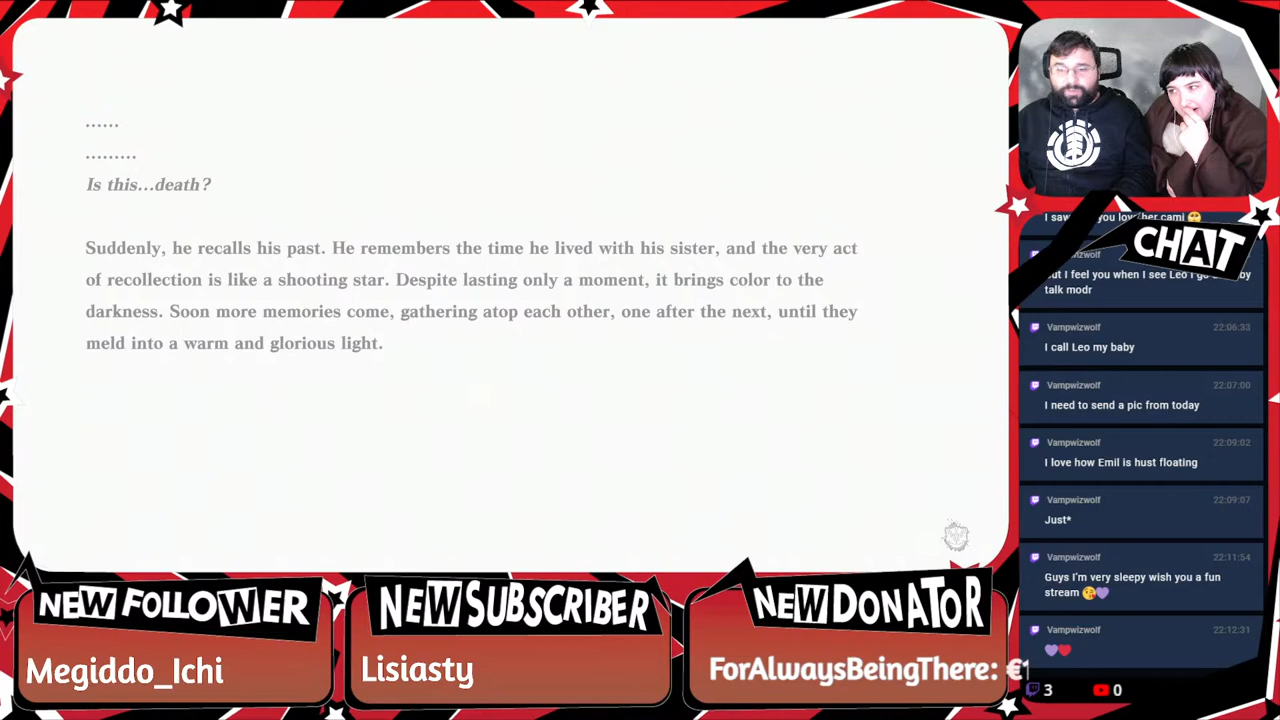 ......
.........
Is this...death?
Suddenly, he recalls his past. He remembers the time he lived with his sister, and the very act
of recollection is like a shooting star. Despite lasting only a moment, it brings color to the
darkness. Soon more memories come, gathering atop each other, one after the next, until they
meld into a warm and glorious light.
CHAT
talk modr
Vampwizwolf 22:06:33
I call Leo my baby
Vampwizwolf 22:07:00
I need to send a pic from today
Vampwizwolf 22:09:02
I love how Emil is hust floating
Vampwizwolf 22:09:07
Just*
Vampwizwolf 22:11:54
Guys I'm very sleepy wish you a fun
stream 😘💜
Vampwizwolf 22:12:31
💜❤️
3 0
NEW FOLLOWER
Megiddo_Ichi
NEW SUBSCRIBER
Lisiasty
NEW DONATOR
ForAlwaysBeingThere: €